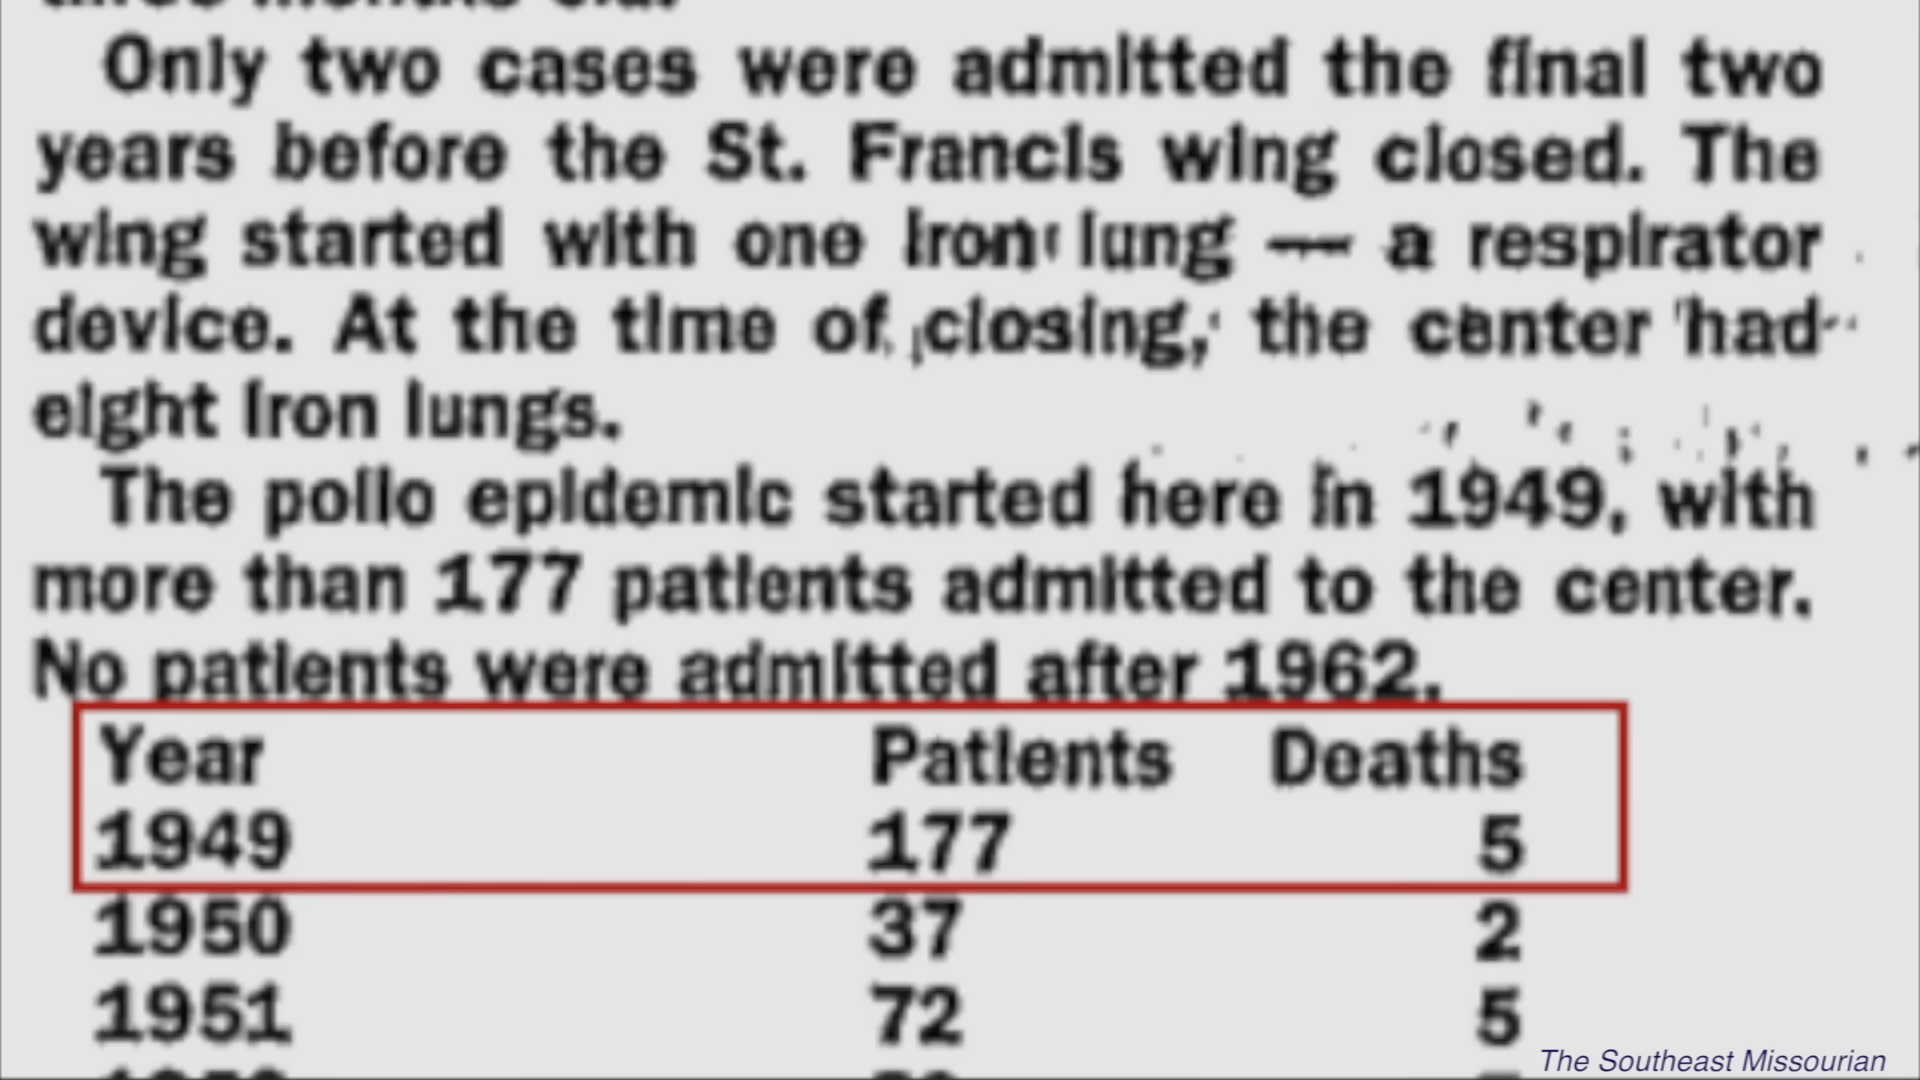 Only two cases were admitted the final two
years before the St. Francis wing closed. The
wing started with one iron lung — a respirator
device. At the time of closing, the center had
eight iron lungs.
The polio epidemic started here in 1949, with
more than 177 patients admitted to the center.
No patients were admitted after 1962.
Year Patients Deaths
1949 177 5
1950 37 2
1951 72 5
The Southeast Missourian